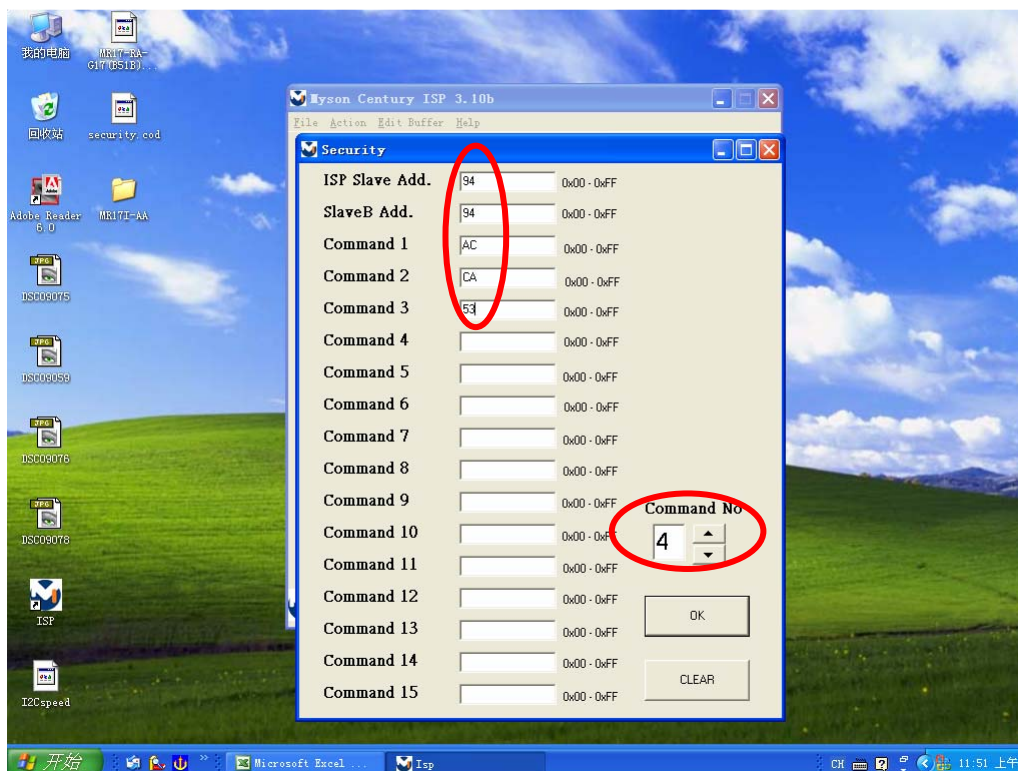 我的电脑
MR17-RA-
G17(B51B)...
回收站
security.cod
Adobe Reader
6.0
MR17I-AA
DSC09075
DSC09059
DSC09076
DSC09078
ISP
I2Cspeed
Myson Century ISP 3.10b
File Action Edit Buffer Help
Security
ISP Slave Add. 94 0x00 - 0xFF
SlaveB Add. 94 0x00 - 0xFF
Command 1 AC 0x00 - 0xFF
Command 2 CA 0x00 - 0xFF
Command 3 53 0x00 - 0xFF
Command 4 0x00 - 0xFF
Command 5 0x00 - 0xFF
Command 6 0x00 - 0xFF
Command 7 0x00 - 0xFF
Command 8 0x00 - 0xFF
Command 9 0x00 - 0xFF
Command 10 0x00 - 0xFF
Command 11 0x00 - 0xFF
Command 12 0x00 - 0xFF
Command 13 0x00 - 0xFF
Command 14 0x00 - 0xFF
Command 15 0x00 - 0xFF
Command No
4
OK
CLEAR
开始
Microsoft Excel ...
Isp
CH
11:51 上午